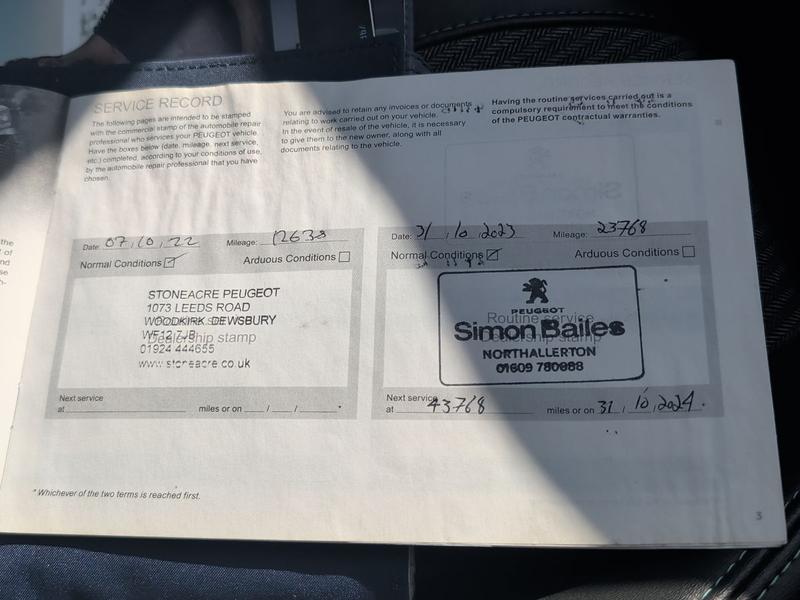 SERVICE RECORD
The following pages are intended to be stamped
with the commercial stamp of the automobile repair
professional who services your PEUGEOT vehicle.
Have the boxes below (date, mileage, next service,
etc.) completed, according to your conditions of use,
by the automobile repair professional that you have
chosen.
You are advised to retain any invoices or documents
relating to work carried out on your vehicle.
In the event of resale of the vehicle, it is necessary
to give them to the new owner, along with all
documents relating to the vehicle.
Having the routine services carried out is a
compulsory requirement to meet the conditions
of the PEUGEOT contractual warranties.
Date: 07 / 10 / 22 Mileage: 12638
Normal Conditions Arduous Conditions
STONEACRE PEUGEOT
1073 LEEDS ROAD
WOODKIRK DEWSBURY
WF12 7JB
Dealership stamp
01924 444655
www.stoneacre.co.uk
Next service
at miles or on / / *
Date: 31 / 10 / 2023 Mileage: 23768
Normal Conditions Arduous Conditions
PEUGEOT
Routine service
Simon Bailes
Dealership stamp
NORTHALLERTON
01609 780888
Next service
at 43768 miles or on 31 / 10 / 2024 *
* Whichever of the two terms is reached first.
3